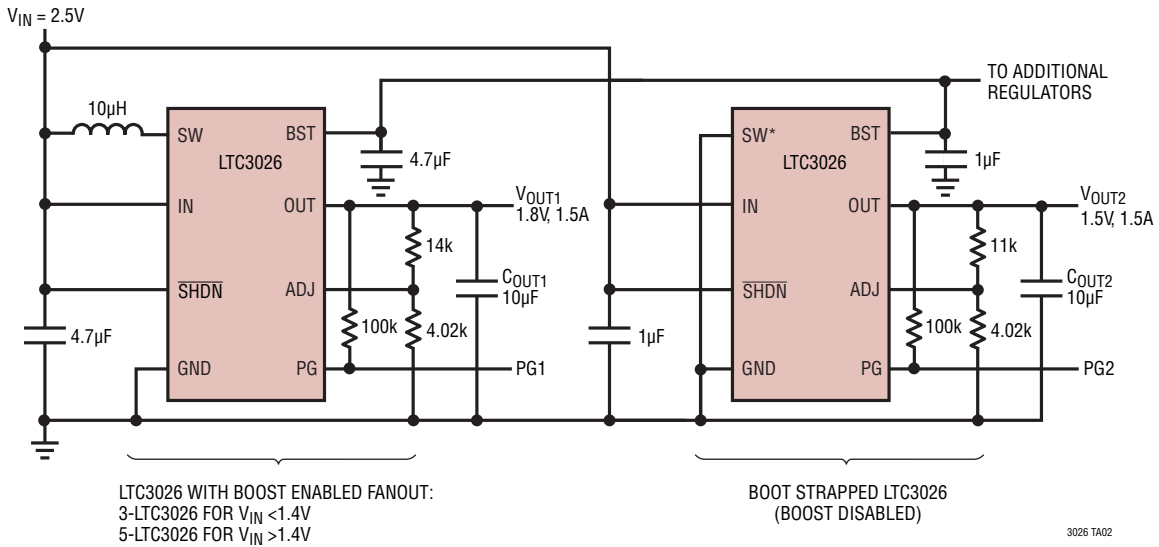 V_IN = 2.5V
10µH
SW
BST
LTC3026
4.7µF
IN
OUT
V_OUT1
1.8V, 1.5A
14k
SHDN
ADJ
C_OUT1
10µF
4.7µF
100k
4.02k
GND
PG
PG1
TO ADDITIONAL
REGULATORS
SW*
BST
LTC3026
1µF
IN
OUT
V_OUT2
1.5V, 1.5A
11k
SHDN
ADJ
C_OUT2
10µF
1µF
100k
4.02k
GND
PG
PG2
LTC3026 WITH BOOST ENABLED FANOUT:
3-LTC3026 FOR V_IN <1.4V
5-LTC3026 FOR V_IN >1.4V
BOOT STRAPPED LTC3026
(BOOST DISABLED)
3026 TA02